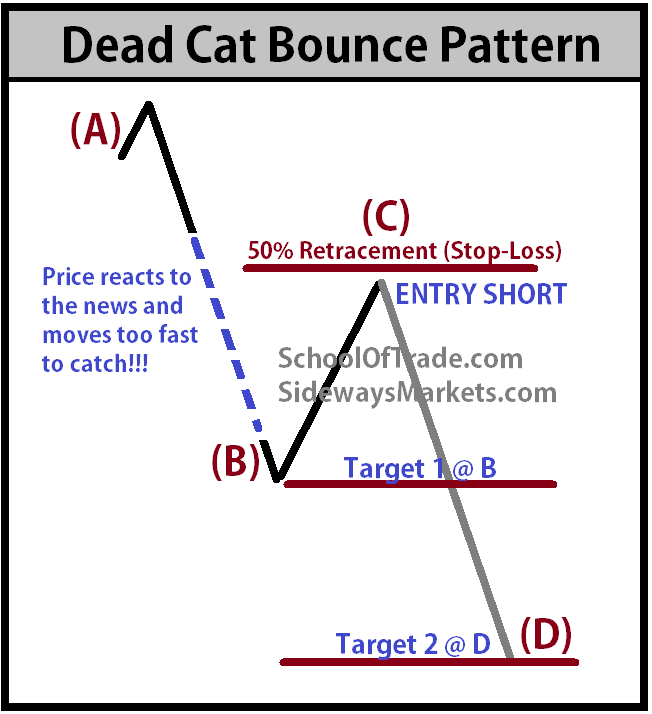 Dead Cat Bounce Pattern
(A)
(C)
50% Retracement (Stop-Loss)
Price reacts to
the news and
moves too fast
to catch!!!
ENTRY SHORT
SchoolOfTrade.com
SidewaysMarkets.com
(B)
Target 1 @ B
Target 2 @ D
(D)